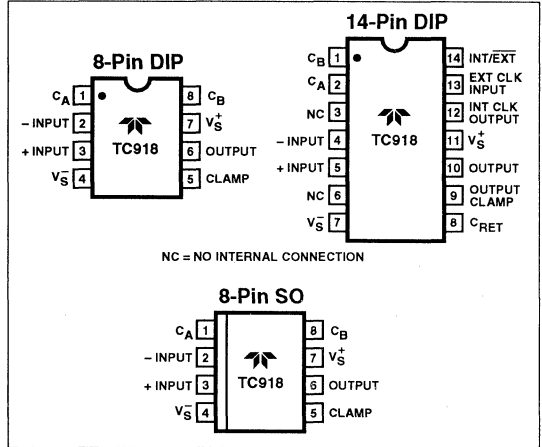 8-Pin DIP
C_A 1
8 C_B
- INPUT 2
7 V_S^+
+ INPUT 3
6 OUTPUT
V_S^- 4
5 CLAMP
TC918
14-Pin DIP
C_B 1
14 INT/EXT
C_A 2
13 EXT CLK INPUT
NC 3
12 INT CLK OUTPUT
- INPUT 4
11 V_S^+
+ INPUT 5
10 OUTPUT
NC 6
9 OUTPUT CLAMP
V_S^- 7
8 C_RET
TC918
NC = NO INTERNAL CONNECTION
8-Pin SO
C_A 1
8 C_B
- INPUT 2
7 V_S^+
+ INPUT 3
6 OUTPUT
V_S^- 4
5 CLAMP
TC918